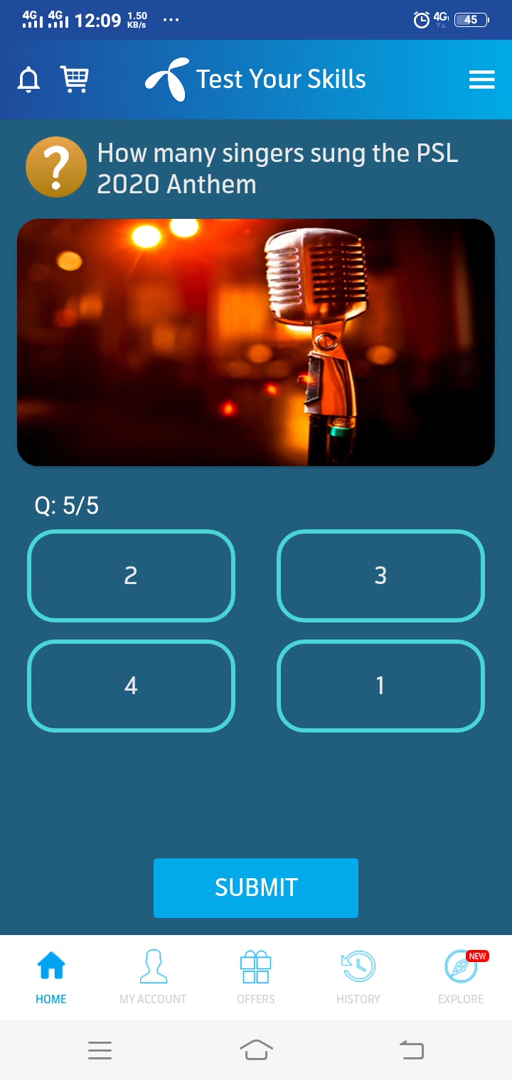 4G 4G 12:09 1.50 KB/s ... 4G 45
Test Your Skills
?
How many singers sung the PSL
2020 Anthem
Q: 5/5
2 3
4 1
SUBMIT
HOME MY ACCOUNT OFFERS HISTORY NEW EXPLORE